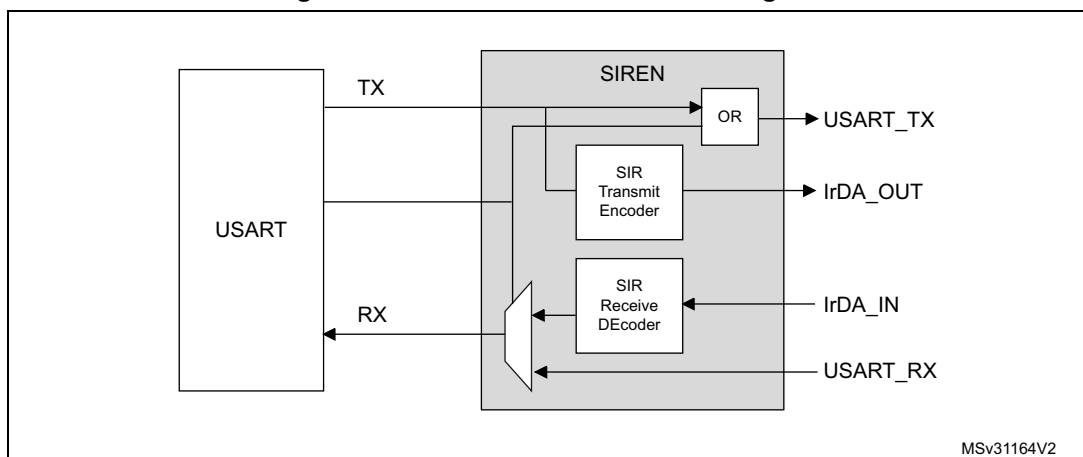 SIREN
TX
OR
USART_TX
SIR
Transmit
Encoder
IrDA_OUT
USART
SIR
Receive
DEcoder
IrDA_IN
RX
USART_RX
MSv31164V2